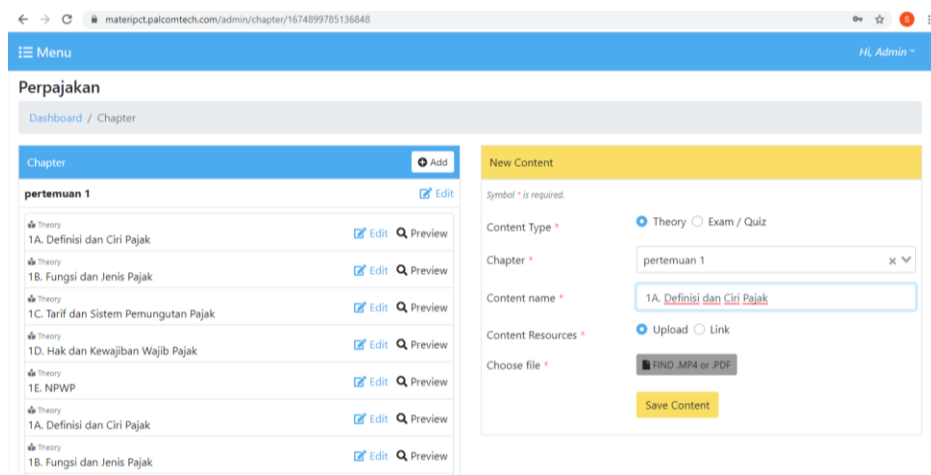 materipct.palcomtech.com/admin/chapter/1674899785136848
S
Menu
Hi, Admin
Perpajakan
Dashboard / Chapter
Chapter
Add
pertemuan 1
Edit
Theory
1A. Definisi dan Ciri Pajak
Edit Preview
Theory
1B. Fungsi dan Jenis Pajak
Edit Preview
Theory
1C. Tarif dan Sistem Pemungutan Pajak
Edit Preview
Theory
1D. Hak dan Kewajiban Wajib Pajak
Edit Preview
Theory
1E. NPWP
Edit Preview
Theory
1A. Definisi dan Ciri Pajak
Edit Preview
Theory
1B. Fungsi dan Jenis Pajak
Edit Preview
New Content
Symbol * is required.
Content Type * Theory Exam / Quiz
Chapter * pertemuan 1
Content name * 1A. Definisi dan Ciri Pajak
Content Resources * Upload Link
Choose file * FIND .MP4 or .PDF
Save Content